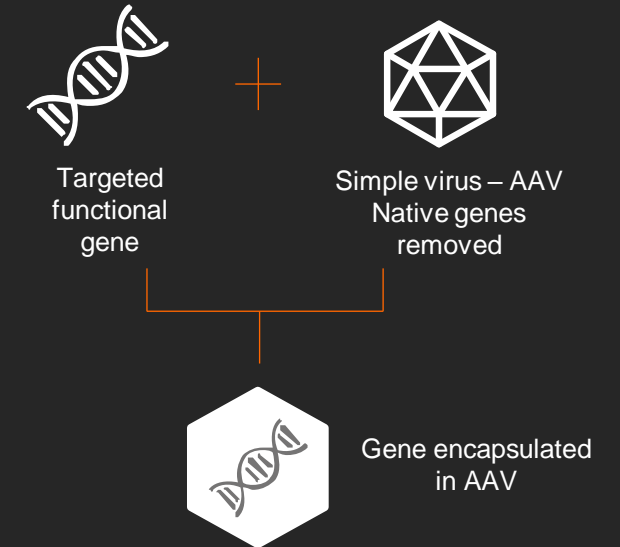 Targeted
functional
gene
Simple virus – AAV
Native genes
removed
Gene encapsulated
in AAV